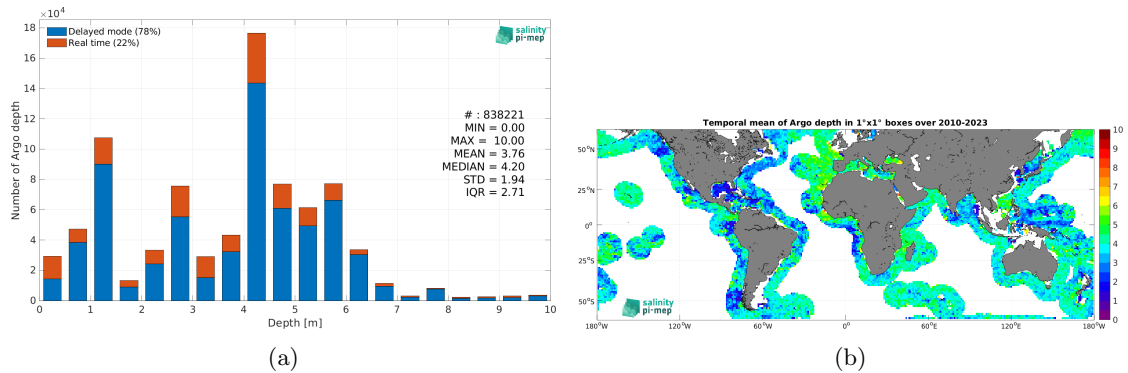 ×10⁴
Delayed mode (78%)
Real time (22%)
salinity
pi-mep
18
16
14
12
10
8
6
4
2
0
Number of Argo depth
# : 838221
MIN = 0.00
MAX = 10.00
MEAN = 3.76
MEDIAN = 4.20
STD = 1.94
IQR = 2.71
0 1 2 3 4 5 6 7 8 9 10
Depth [m]
(a)
Temporal mean of Argo depth in 1°x1° boxes over 2010-2023
50°N
25°N
0°
25°S
50°S
salinity
pi-mep
180°W 120°W 60°W 0° 60°E 120°E 180°W
10
9
8
7
6
5
4
3
2
1
0
(b)